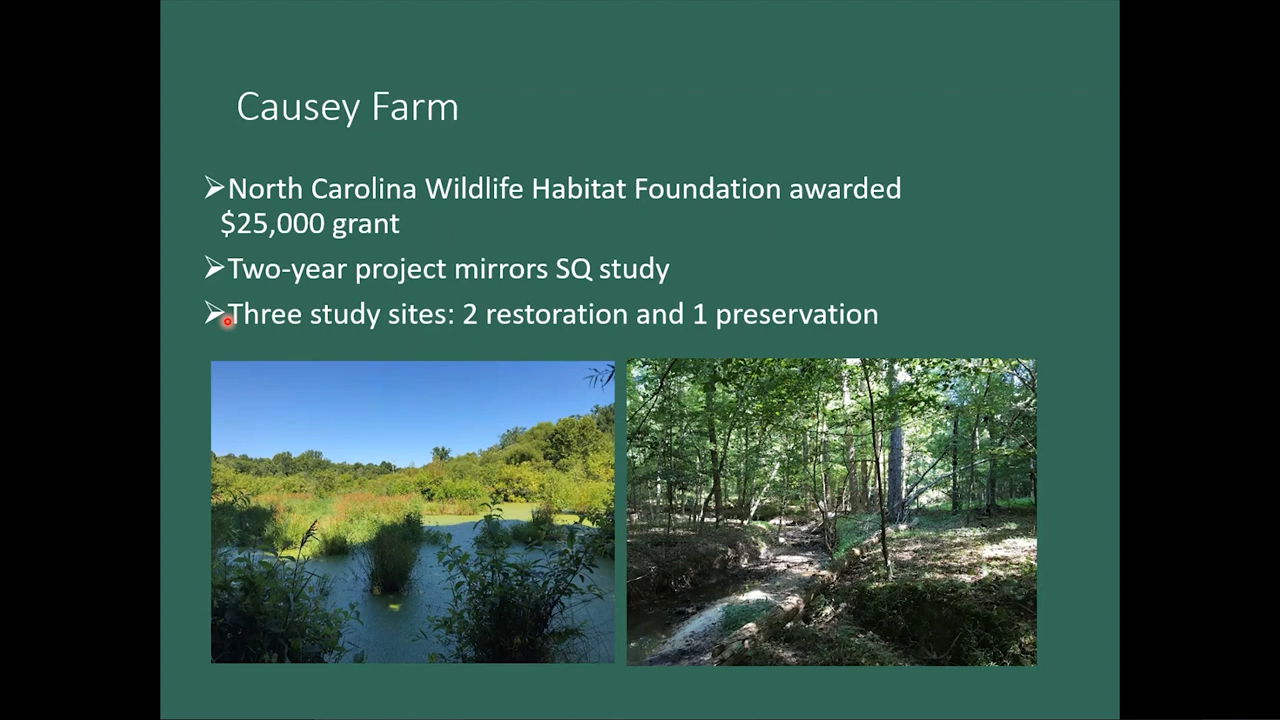 Causey Farm
➢North Carolina Wildlife Habitat Foundation awarded
$25,000 grant
➢Two-year project mirrors SQ study
➢Three study sites: 2 restoration and 1 preservation